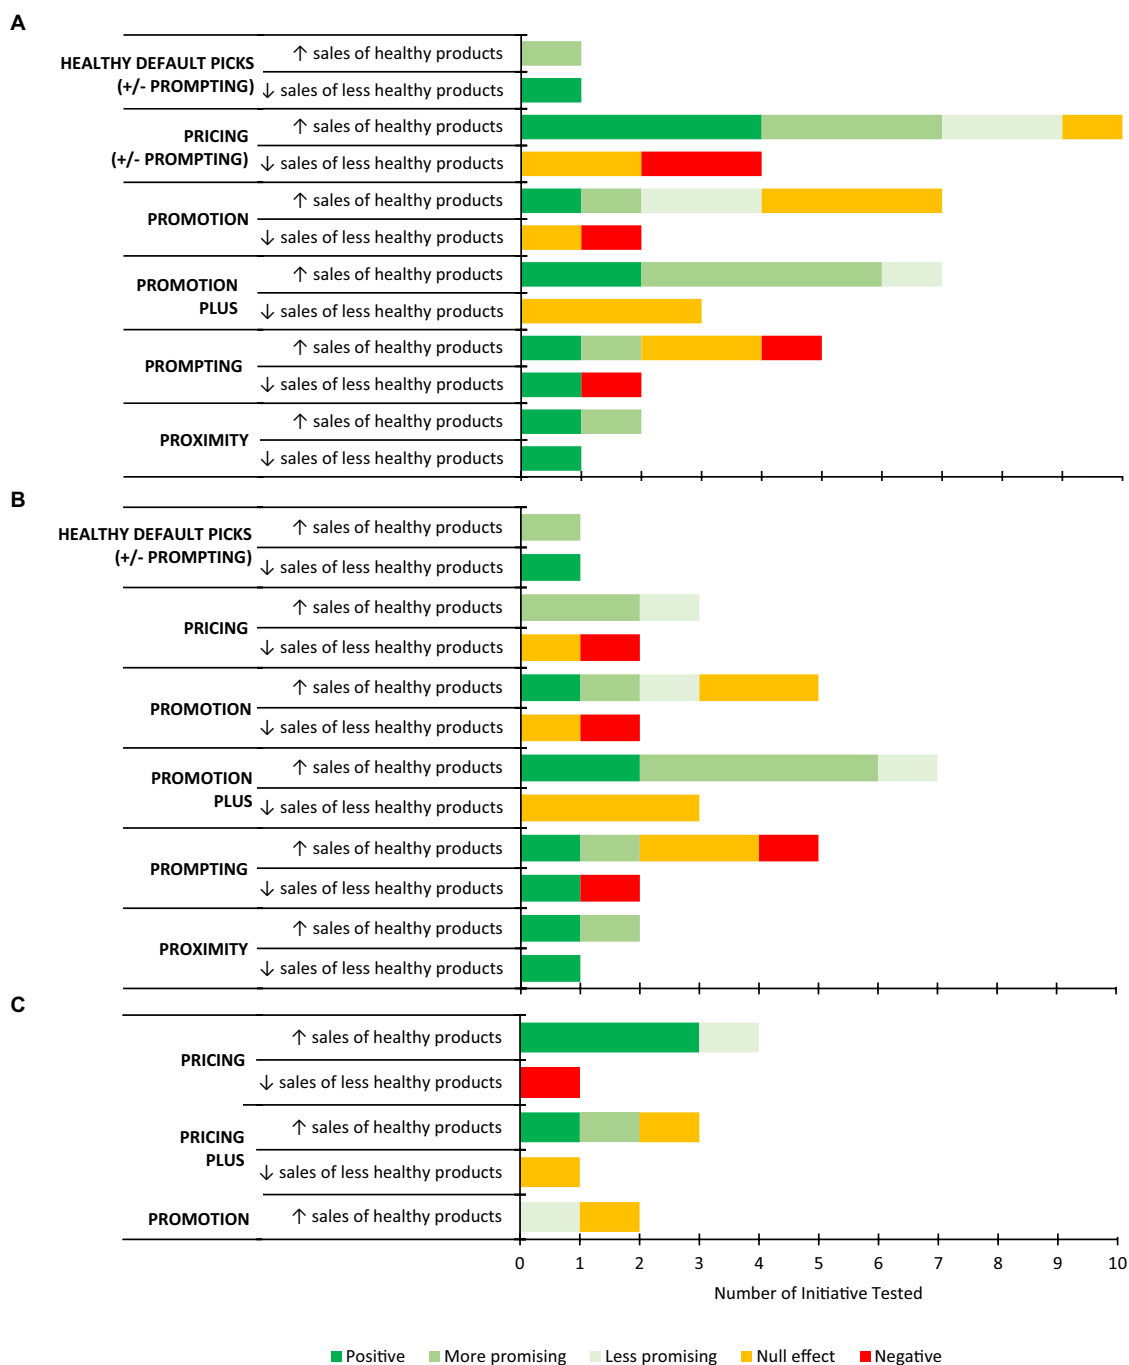 A
HEALTHY DEFAULT PICKS
(+/- PROMPTING)
↑ sales of healthy products
↓ sales of less healthy products
PRICING
(+/- PROMPTING)
↑ sales of healthy products
↓ sales of less healthy products
PROMOTION
↑ sales of healthy products
↓ sales of less healthy products
PROMOTION
PLUS
↑ sales of healthy products
↓ sales of less healthy products
PROMPTING
↑ sales of healthy products
↓ sales of less healthy products
PROXIMITY
↑ sales of healthy products
↓ sales of less healthy products
B
HEALTHY DEFAULT PICKS
(+/- PROMPTING)
↑ sales of healthy products
↓ sales of less healthy products
PRICING
↑ sales of healthy products
↓ sales of less healthy products
PROMOTION
↑ sales of healthy products
↓ sales of less healthy products
PROMOTION
PLUS
↑ sales of healthy products
↓ sales of less healthy products
PROMPTING
↑ sales of healthy products
↓ sales of less healthy products
PROXIMITY
↑ sales of healthy products
↓ sales of less healthy products
C
PRICING
↑ sales of healthy products
↓ sales of less healthy products
PRICING
PLUS
↑ sales of healthy products
↓ sales of less healthy products
PROMOTION
↑ sales of healthy products
0 1 2 3 4 5 6 7 8 9 10
Number of Initiative Tested
Positive More promising Less promising Null effect Negative